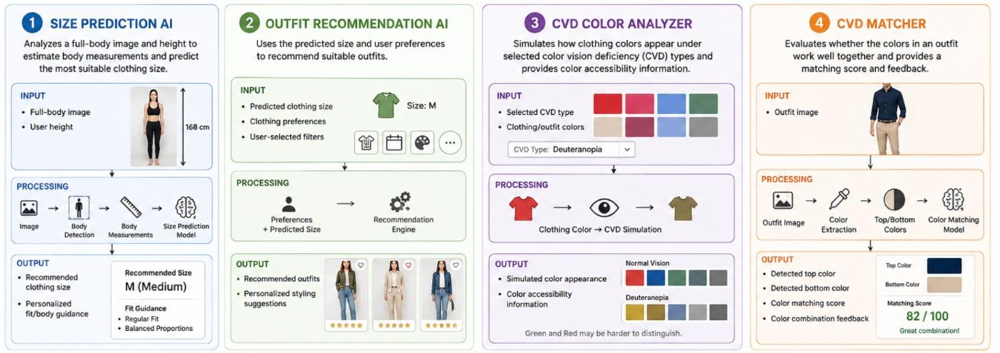 1 SIZE PREDICTION AI
Analyzes a full-body image and height to
estimate body measurements and predict
the most suitable clothing size.
INPUT
• Full-body image
• User height
168 cm
PROCESSING
Image
Body
Detection
Body
Measurements
Size Prediction
Model
OUTPUT
• Recommended
clothing size
• Personalized
fit/body guidance
Recommended Size
M (Medium)
Fit Guidance
• Regular Fit
• Balanced Proportions
2 OUTFIT RECOMMENDATION AI
Uses the predicted size and user preferences
to recommend suitable outfits.
INPUT
• Predicted clothing size
• Clothing preferences
• User-selected filters
Size: M
PROCESSING
Preferences
+ Predicted Size
Recommendation
Engine
OUTPUT
• Recommended outfits
• Personalized styling
suggestions
3 CVD COLOR ANALYZER
Simulates how clothing colors appear under
selected color vision deficiency (CVD) types and
provides color accessibility information.
INPUT
• Selected CVD type
• Clothing/outfit colors
CVD Type: Deuteranopia
PROCESSING
Clothing Color → CVD Simulation
OUTPUT
• Simulated color appearance
• Color accessibility
information
Normal Vision
Deuteranopia
Green and Red may be harder to distinguish.
4 CVD MATCHER
Evaluates whether the colors in an outfit
work well together and provides a
matching score and feedback.
INPUT
• Outfit image
PROCESSING
Outfit Image
Color
Extraction
Top/Bottom
Colors
Color Matching
Model
OUTPUT
• Detected top color
• Detected bottom color
• Color matching score
• Color combination feedback
Top Color
Bottom Color
Matching Score
82 / 100
Great combination!